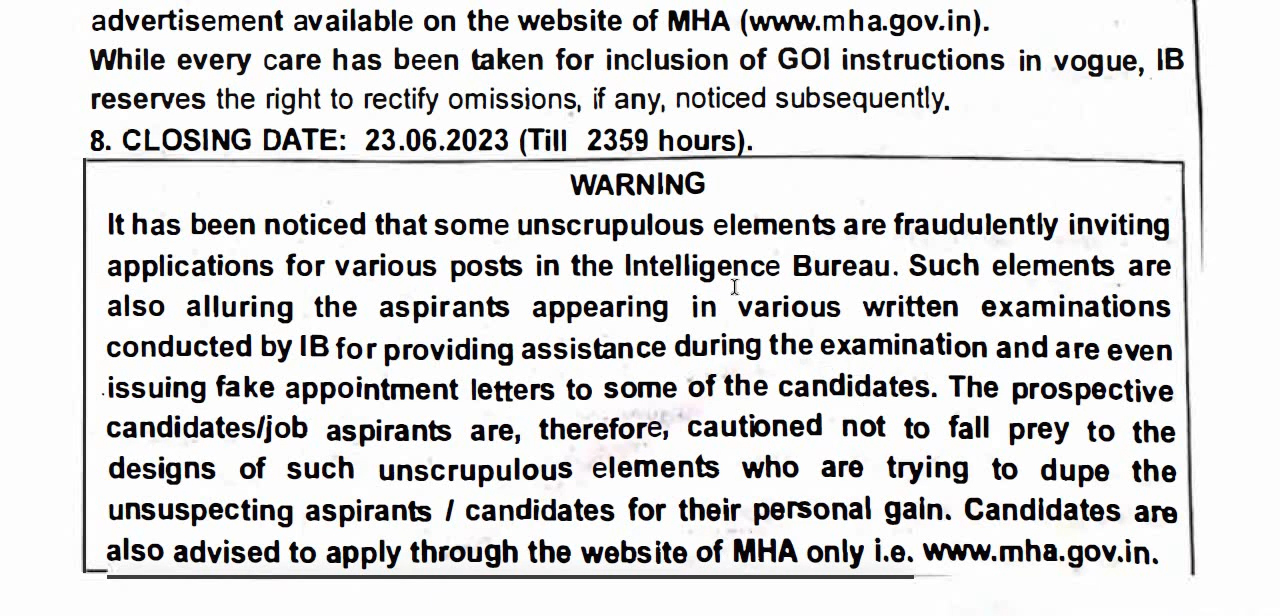 advertisement available on the website of MHA (www.mha.gov.in).
While every care has been taken for inclusion of GOI instructions in vogue, IB
reserves the right to rectify omissions, if any, noticed subsequently.
8. CLOSING DATE: 23.06.2023 (Till 2359 hours).
WARNING
It has been noticed that some unscrupulous elements are fraudulently inviting
applications for various posts in the Intelligence Bureau. Such elements are
also alluring the aspirants appearing in various written examinations
conducted by IB for providing assistance during the examination and are even
issuing fake appointment letters to some of the candidates. The prospective
candidates/job aspirants are, therefore, cautioned not to fall prey to the
designs of such unscrupulous elements who are trying to dupe the
unsuspecting aspirants / candidates for their personal gain. Candidates are
also advised to apply through the website of MHA only i.e. www.mha.gov.in.